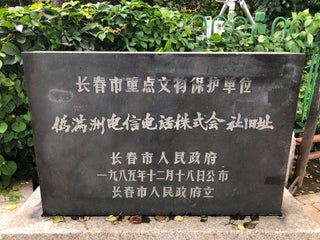 长春市重点文物保护单位
伪满洲电信电话株式会社旧址
长春市人民政府
一九八五年十二月十八日公布
长春市人民政府立